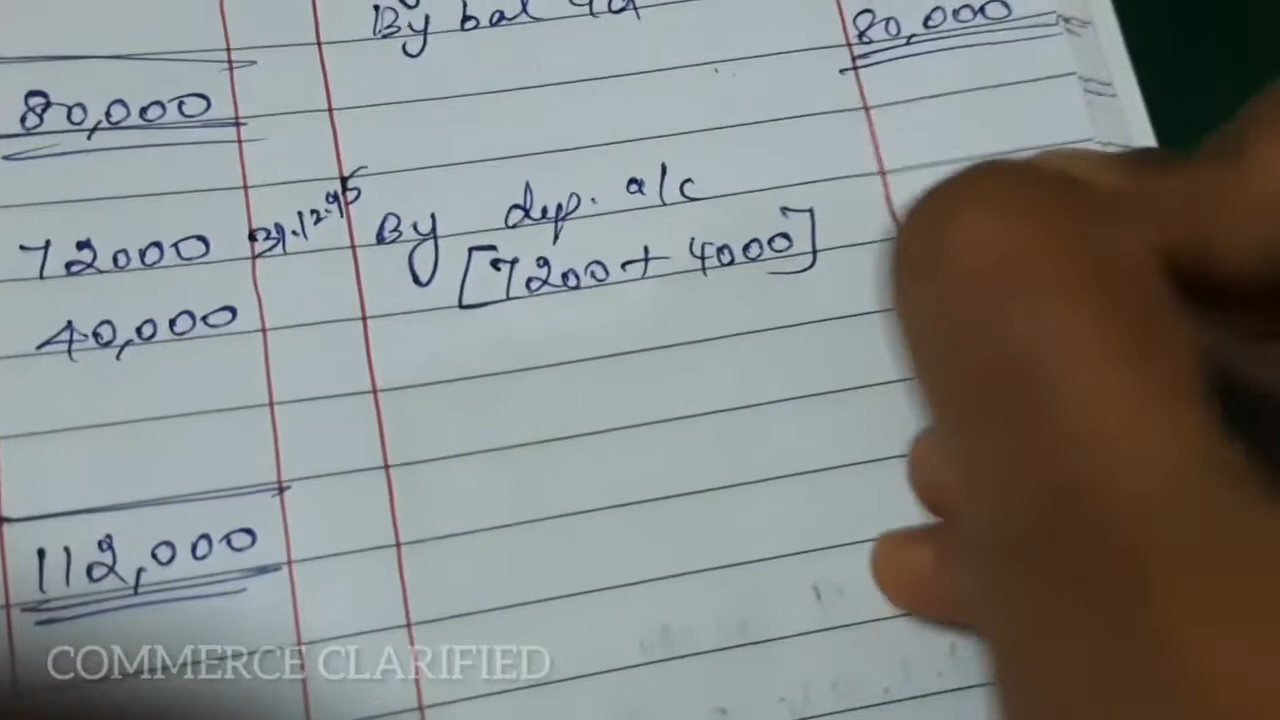 By bal c/d 80,000
80,000
72000 31.12.95 By dep. a/c
[7200 + 4000]
40,000
112,000
COMMERCE CLARIFIED